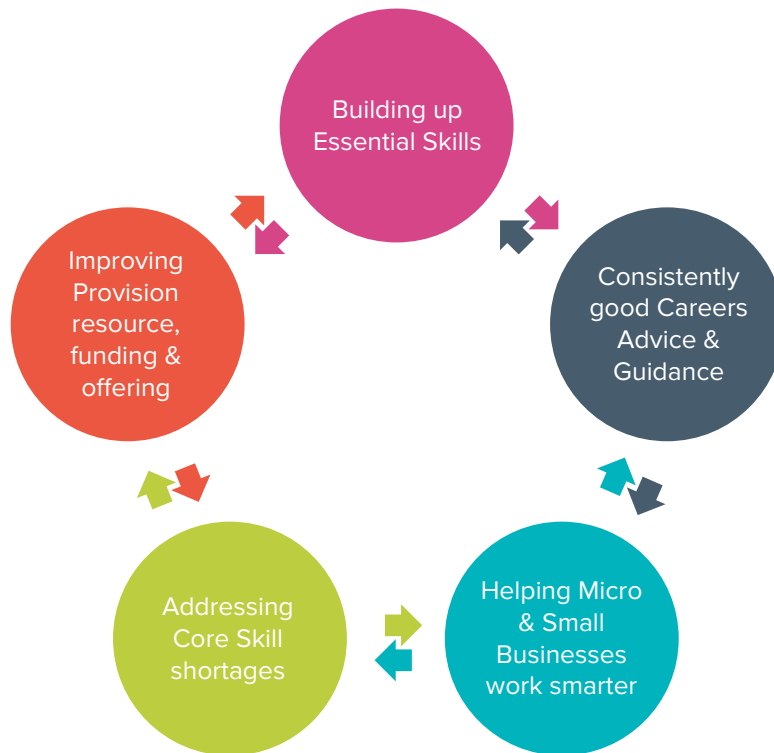 Building up
Essential Skills
Consistently
good Careers
Advice &
Guidance
Helping Micro
& Small
Businesses
work smarter
Addressing
Core Skill
shortages
Improving
Provision
resource,
funding &
offering